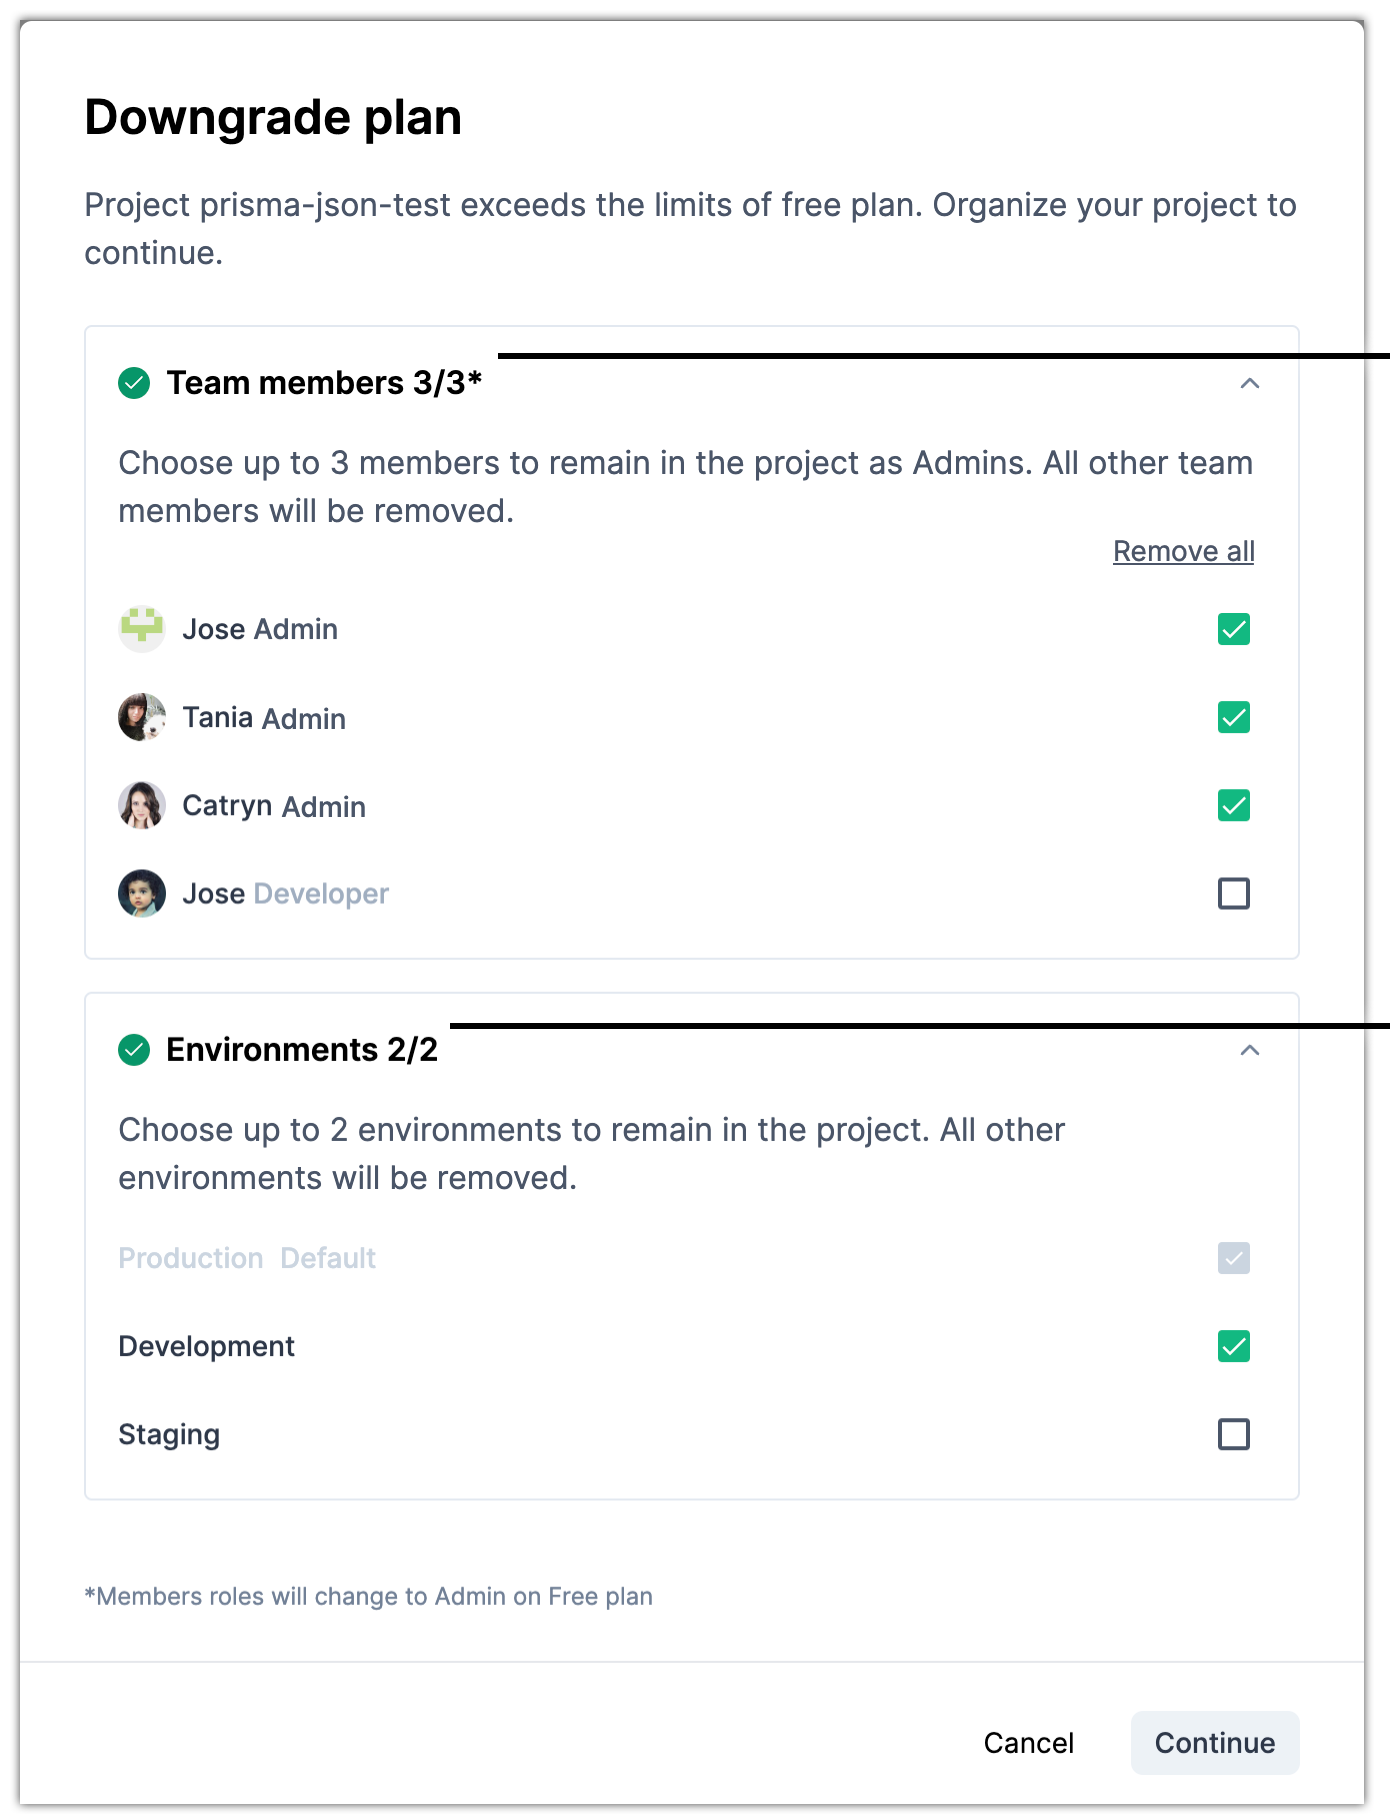 Downgrade plan
Project prisma-json-test exceeds the limits of free plan. Organize your project to
continue.
Team members 3/3*
Choose up to 3 members to remain in the project as Admins. All other team
members will be removed.
Remove all
Jose Admin
Tania Admin
Catryn Admin
Jose Developer
Environments 2/2
Choose up to 2 environments to remain in the project. All other
environments will be removed.
Production Default
Development
Staging
*Members roles will change to Admin on Free plan
Cancel Continue